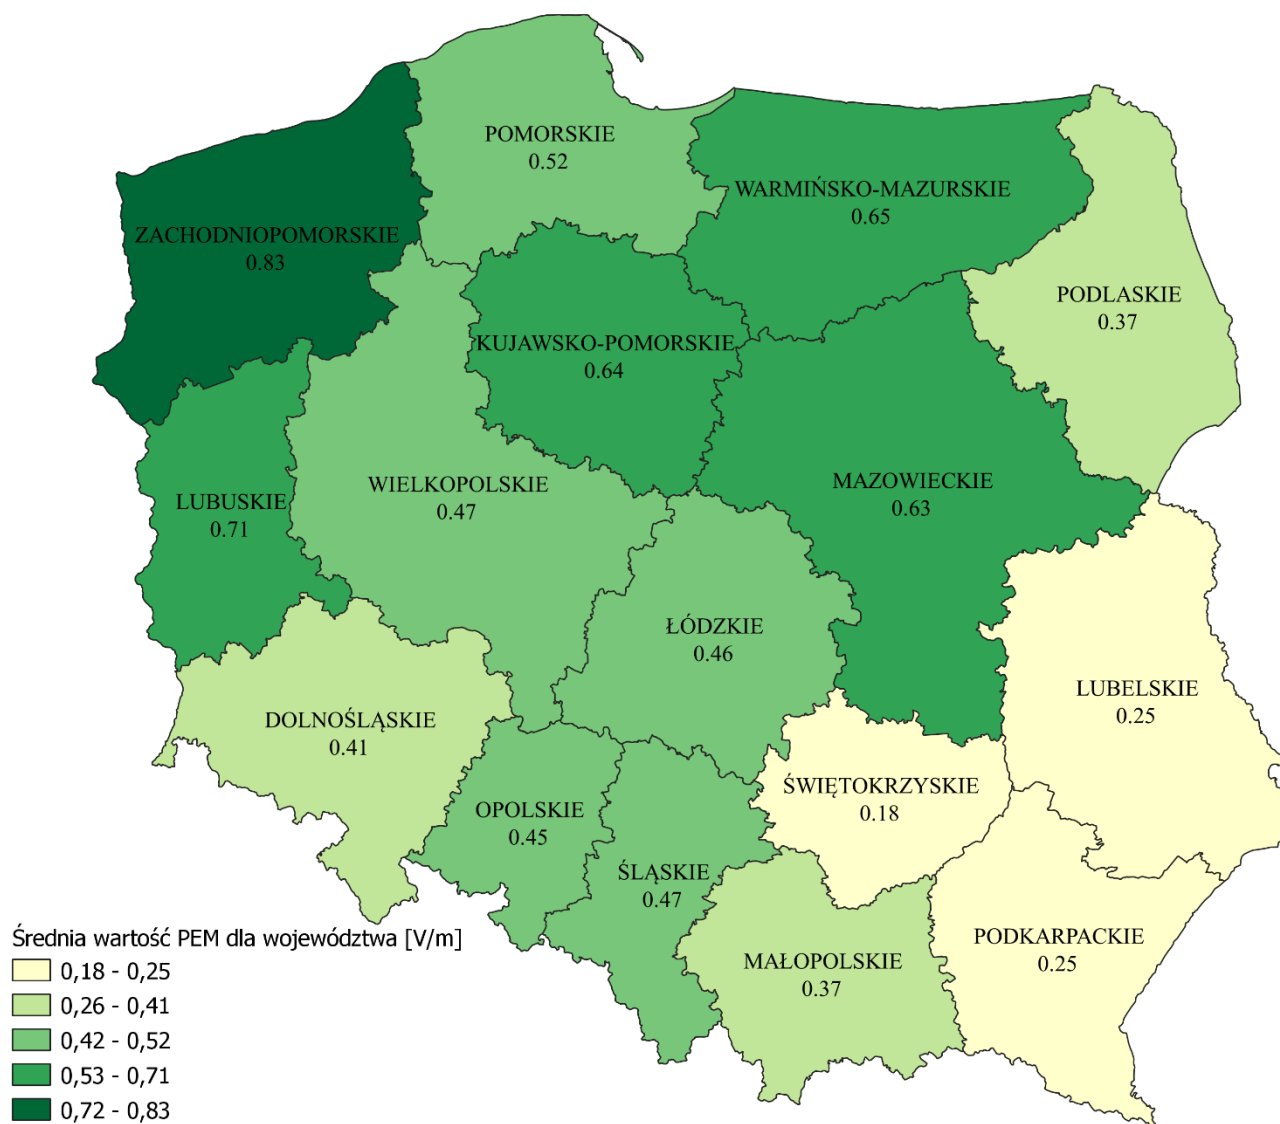 POMORSKIE
0.52
WARMIŃSKO-MAZURSKIE
0.65
ZACHODNIOPOMORSKIE
0.83
PODLASKIE
0.37
KUJAWSKO-POMORSKIE
0.64
MAZOWIECKIE
0.63
WIELKOPOLSKIE
0.47
LUBUSKIE
0.71
ŁÓDZKIE
0.46
LUBELSKIE
0.25
DOLNOŚLĄSKIE
0.41
ŚWIĘTOKRZYSKIE
0.18
OPOLSKIE
0.45
ŚLĄSKIE
0.47
PODKARPACKIE
0.25
MAŁOPOLSKIE
0.37
Średnia wartość PEM dla województwa [V/m]
0,18 - 0,25
0,26 - 0,41
0,42 - 0,52
0,53 - 0,71
0,72 - 0,83